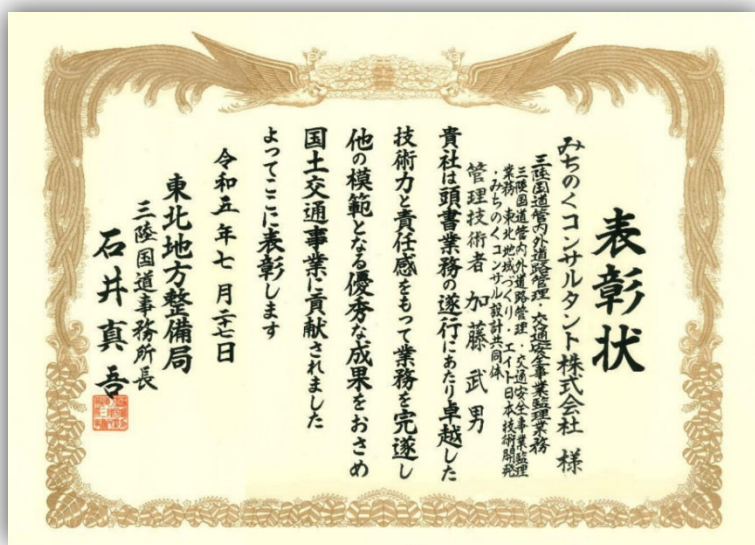 表彰状
みちのくコンサルタント株式会社 様
三陸国道管内外道路管理・交通安全事業監理業務
三陸国道管内外道路管理・交通安全事業監理
業務 東北地域づくり・エイト日本技術開発
・みちのくコンサル設計共同体
管理技術者 加藤武男
貴社は頭書業務の遂行にあたり卓越した
技術力と責任感をもって業務を完遂し
他の模範となる優秀な成果をおさめ
国土交通事業に貢献されました
よってここに表彰します
令和五年七月二十七日
東北地方整備局
三陸国道事務所長
石井真吾